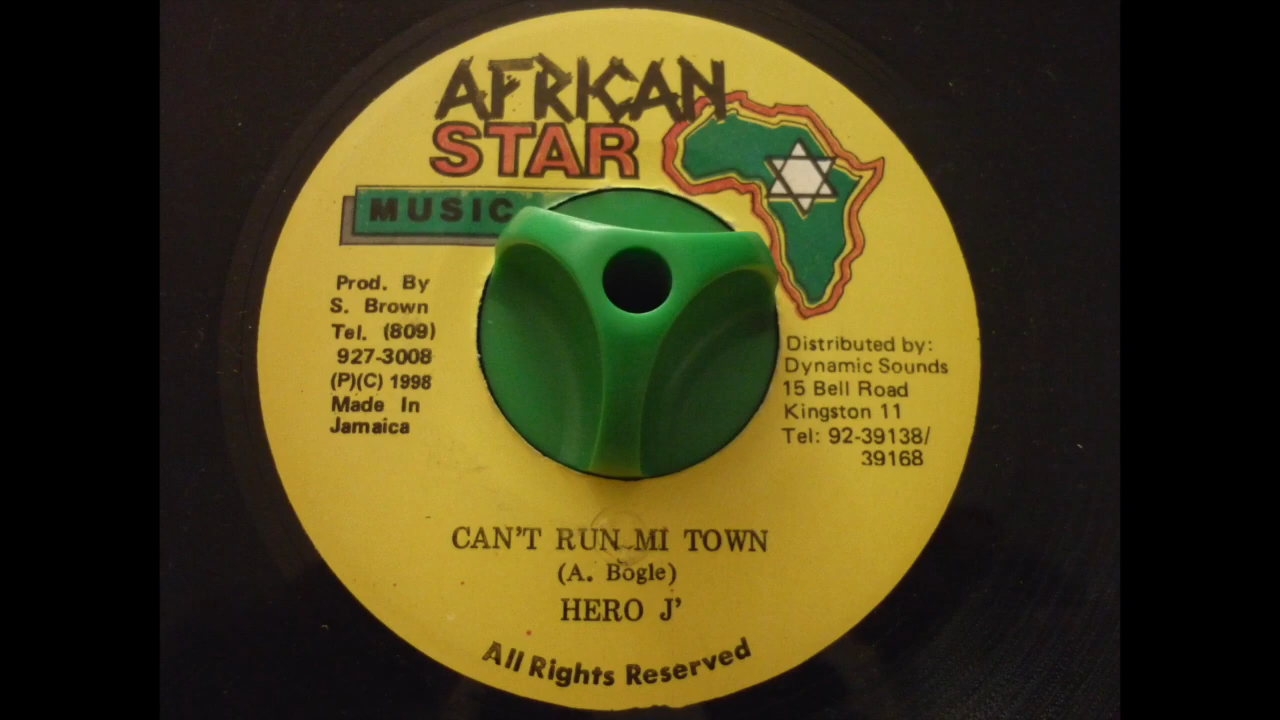 AFRICAN
STAR
MUSIC
Prod. By
S. Brown
Tel. (809)
927-3008
(P)(C) 1998
Made In
Jamaica
Distributed by:
Dynamic Sounds
15 Bell Road
Kingston 11
Tel: 92-39138/
39168
CAN'T RUN MI TOWN
(A. Bogle)
HERO J'
All Rights Reserved